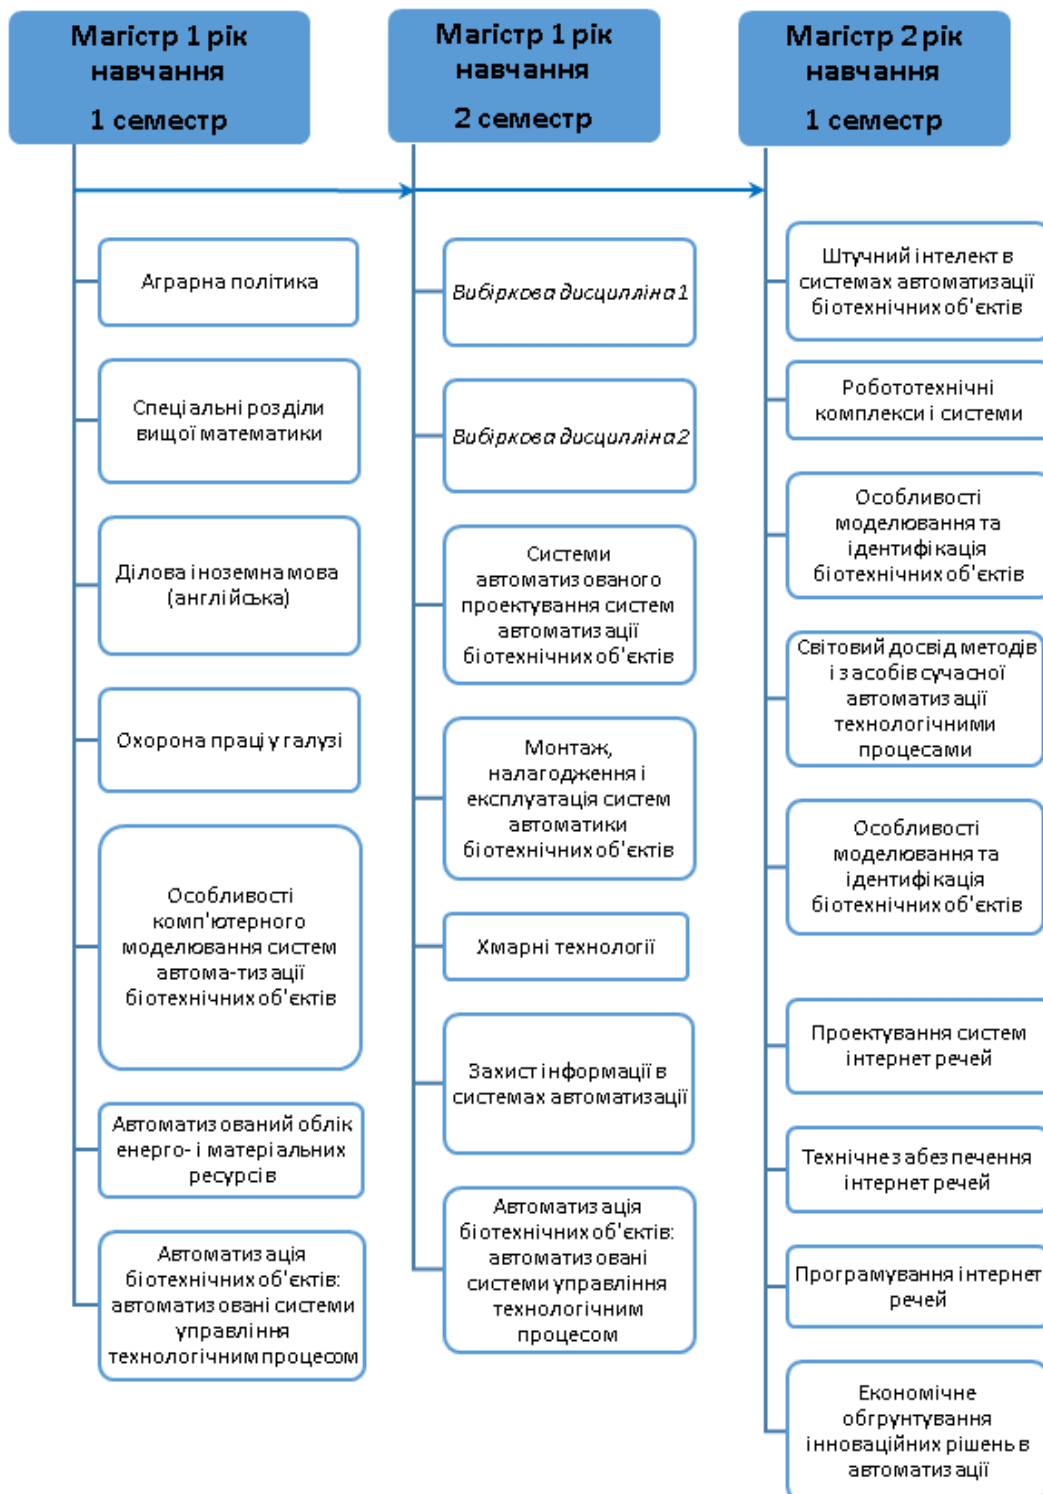 Магістр 1 рік
навчання
1 семестр
Аграрна політика
Спеціальні розділи
вищої математики
Ділова іноземна мова
(англійська)
Охорона праці у галузі
Особливості
комп'ютерного
моделювання систем
автома-тизації
біотехнічних об'єктів
Автоматизований облік
енерго- і матеріальних
ресурсів
Автоматизація
біотехнічних об'єктів:
автоматизовані системи
управління
технологічним процесом
Магістр 1 рік
навчання
2 семестр
Вибіркова дисципліна 1
Вибіркова дисципліна 2
Системи
автоматизованого
проектування систем
автоматизації
біотехнічних об'єктів
Монтаж,
налагодження і
експлуатація систем
автоматики
біотехнічних об'єктів
Хмарні технології
Захист інформації в
системах автоматизації
Автоматизація
біотехнічних об'єктів:
автоматизовані
системи управління
технологічним
процесом
Магістр 2 рік
навчання
1 семестр
Штучний інтелект в
системах автоматизації
біотехнічних об'єктів
Робототехнічні
комплекси і системи
Особливості
моделювання та
ідентифікація
біотехнічних об'єктів
Світовий досвід методів
і засобів сучасної
автоматизації
технологічними
процесами
Особливості
моделювання та
ідентифікація
біотехнічних об'єктів
Проектування систем
інтернет речей
Технічне забезпечення
інтернет речей
Програмування інтернет
речей
Економічне
обгрунтування
інноваційних рішень в
автоматизації